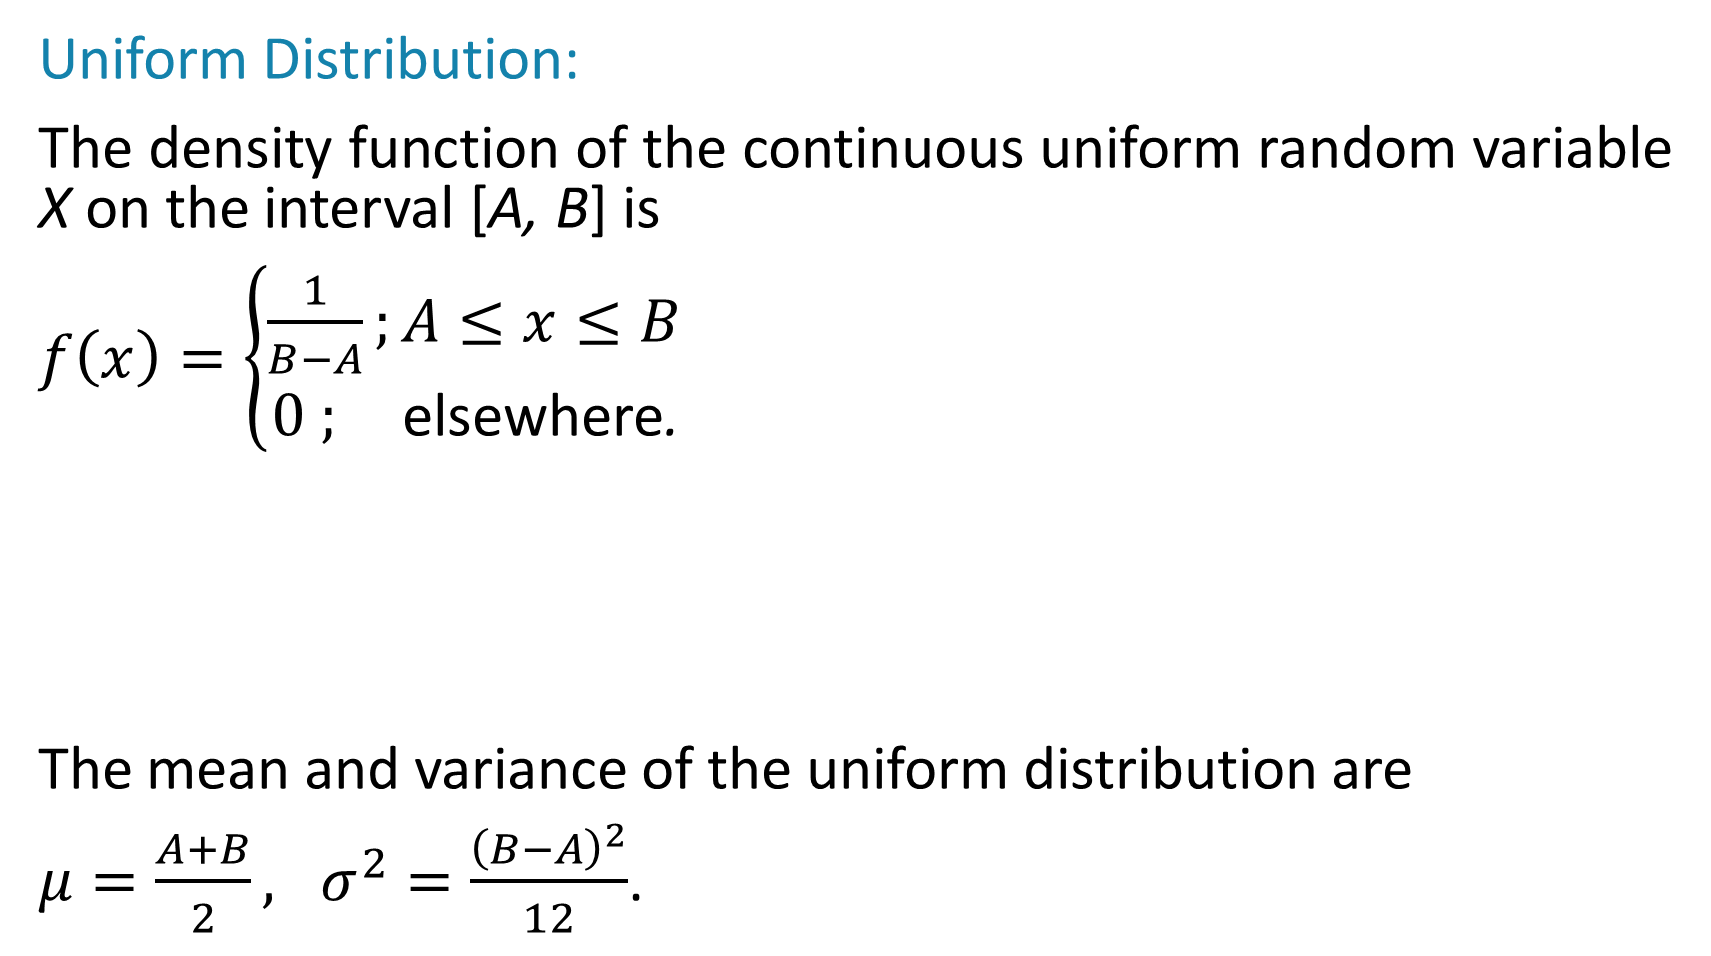 Uniform Distribution:
The density function of the continuous uniform random variable
X on the interval [A, B] is
f(x) = { 1/(B−A) ; A ≤ x ≤ B
0 ; elsewhere.
The mean and variance of the uniform distribution are
μ = (A+B)/2 , σ² = (B−A)²/12 .